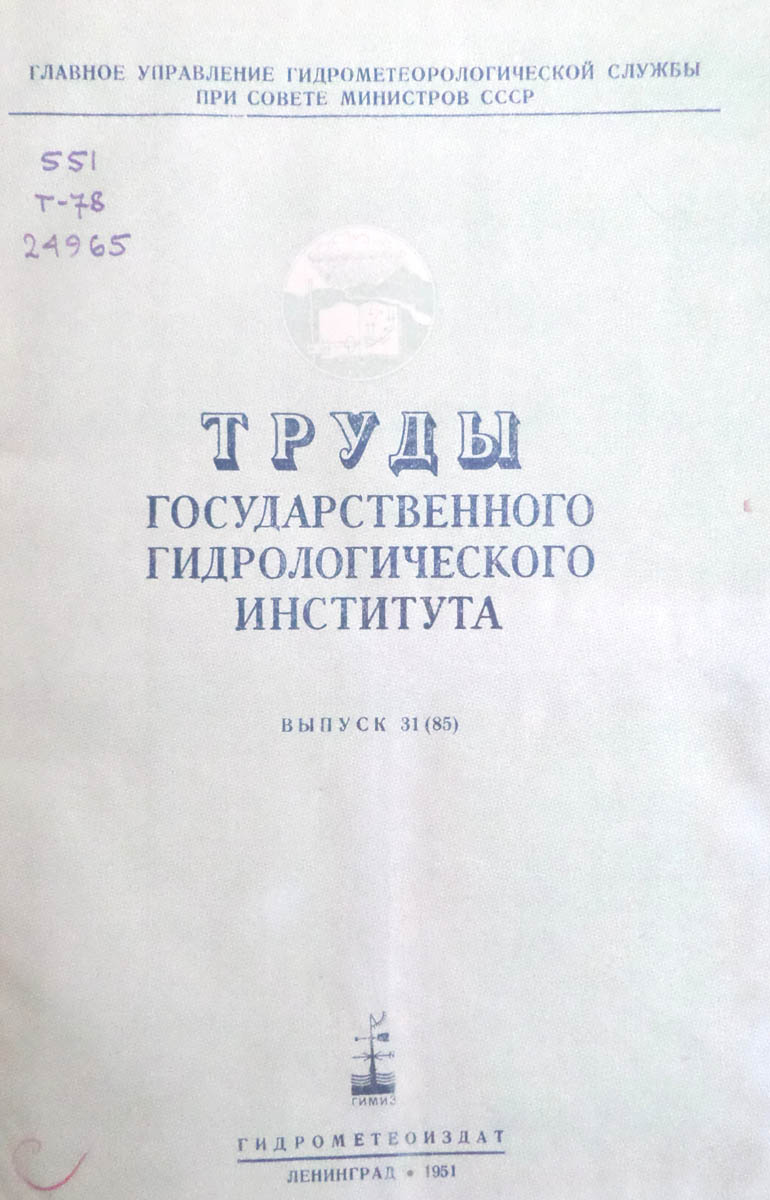 ГЛАВНОЕ УПРАВЛЕНИЕ ГИДРОМЕТЕОРОЛОГИЧЕСКОЙ СЛУЖБЫ
ПРИ СОВЕТЕ МИНИСТРОВ СССР
551
Т-78
24965
ТРУДЫ
ГОСУДАРСТВЕННОГО
ГИДРОЛОГИЧЕСКОГО
ИНСТИТУТА
ВЫПУСК 31 (85)
ГИМИЗ
ГИДРОМЕТЕОИЗДАТ
ЛЕНИНГРАД • 1951